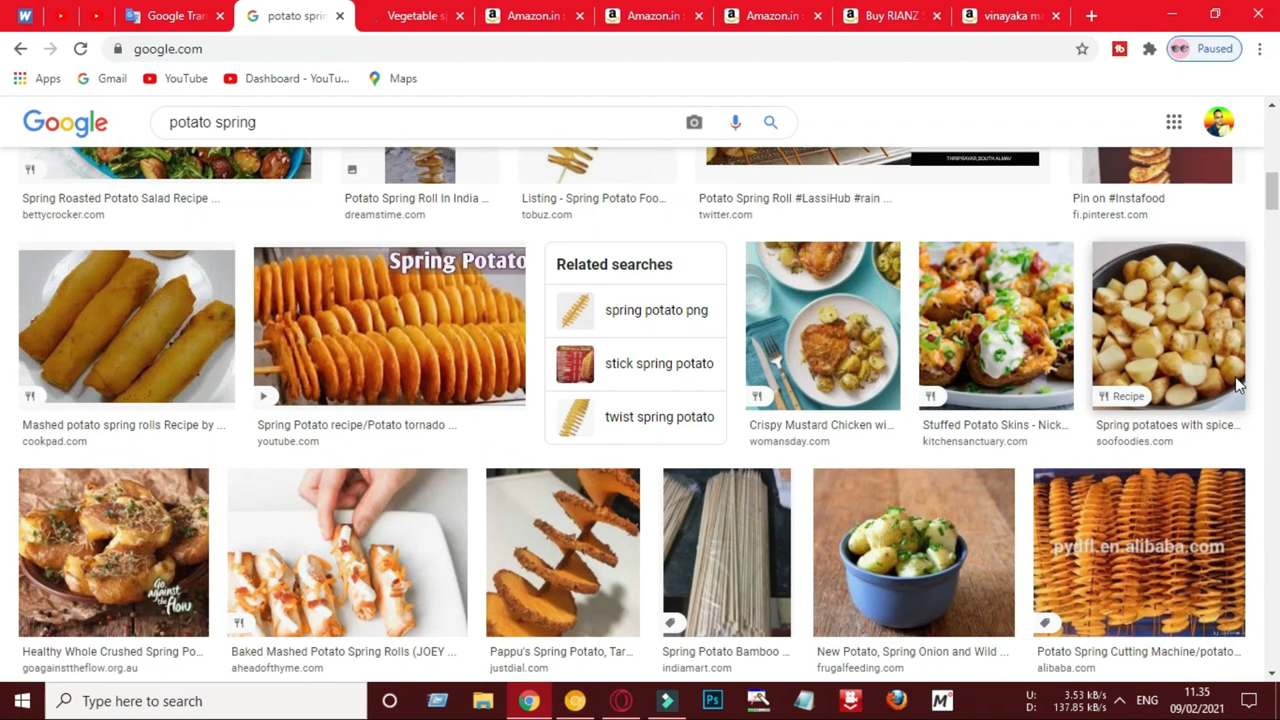 Google Tran
potato sprin
Vegetable s
Amazon.in :
Amazon.in :
Amazon.in :
Buy RIANZ
vinayaka ma
google.com
Paused
Apps
Gmail
YouTube
Dashboard - YouTu...
Maps
Google
potato spring
THRIPRAYAR,SOUTH
Spring Roasted Potato Salad Recipe ...
bettycrocker.com
Potato Spring Roll In India ...
dreamstime.com
Listing - Spring Potato Foo...
tobuz.com
Potato Spring Roll #LassiHub #rain ...
twitter.com
Pin on #Instafood
fi.pinterest.com
Spring Potato
Related searches
spring potato png
stick spring potato
twist spring potato
Recipe
Mashed potato spring rolls Recipe by ...
cookpad.com
Spring Potato recipe/Potato tornado ...
youtube.com
Crispy Mustard Chicken wi...
womansday.com
Stuffed Potato Skins - Nick...
kitchensanctuary.com
Spring potatoes with spice...
soofoodies.com
Go
against
the flow
pydfl.en.alibaba.com
Healthy Whole Crushed Spring Po...
goagainsttheflow.org.au
Baked Mashed Potato Spring Rolls (JOEY ...
aheadofthyme.com
Pappu's Spring Potato, Tar...
justdial.com
Spring Potato Bamboo ...
indiamart.com
New Potato, Spring Onion and Wild ...
frugalfeeding.com
Potato Spring Cutting Machine/potato...
alibaba.com
Type here to search
U: 3.53 kB/s
D: 137.85 kB/s
ENG
11.35
09/02/2021